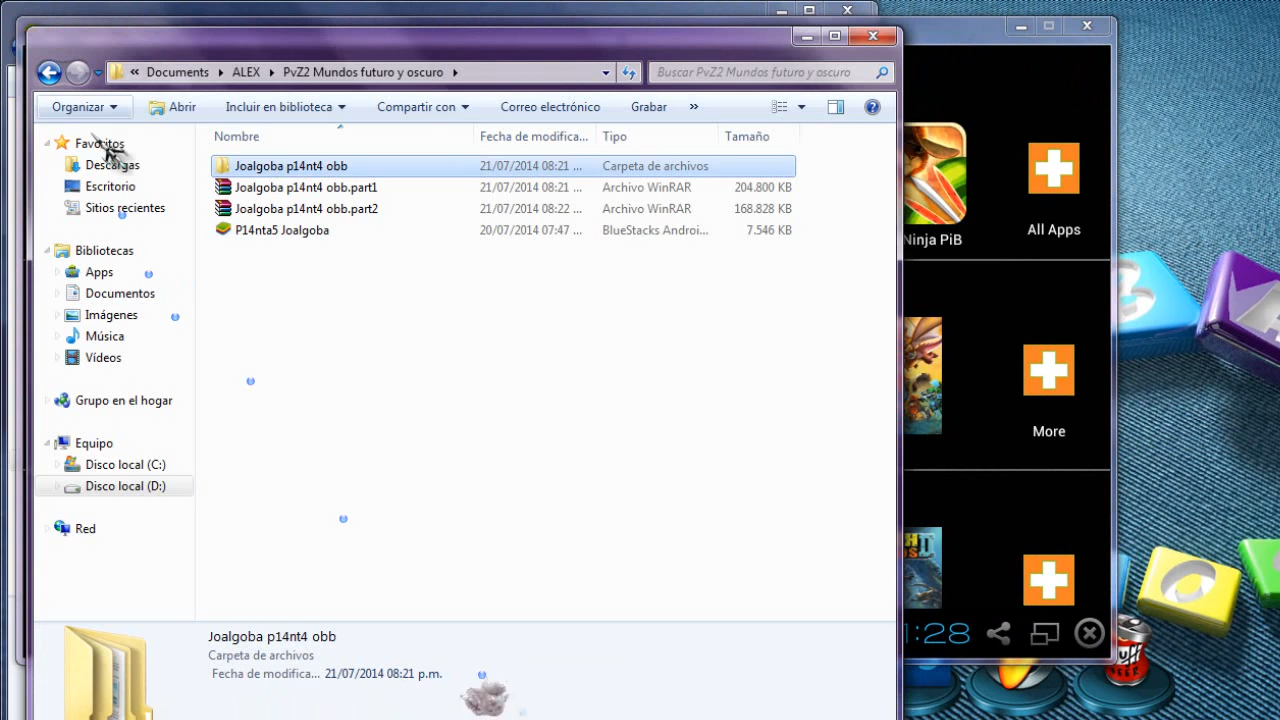 « Documents ▸ ALEX ▸ PvZ2 Mundos futuro y oscuro ▸
Buscar PvZ2 Mundos futuro y oscuro
Organizar Abrir Incluir en biblioteca Compartir con Correo electrónico Grabar »
Favoritos
Descargas
Escritorio
Sitios recientes
Bibliotecas
Apps
Documentos
Imágenes
Música
Vídeos
Grupo en el hogar
Equipo
Disco local (C:)
Disco local (D:)
Red
Nombre Fecha de modifica... Tipo Tamaño
Joalgoba p14nt4 obb 21/07/2014 08:21 ... Carpeta de archivos
Joalgoba p14nt4 obb.part1 21/07/2014 08:21 ... Archivo WinRAR 204.800 KB
Joalgoba p14nt4 obb.part2 21/07/2014 08:22 ... Archivo WinRAR 168.828 KB
P14nta5 Joalgoba 20/07/2014 07:47 ... BlueStacks Androi... 7.546 KB
Joalgoba p14nt4 obb
Carpeta de archivos
Fecha de modifica... 21/07/2014 08:21 p.m.
Ninja PiB
All Apps
More
1:28